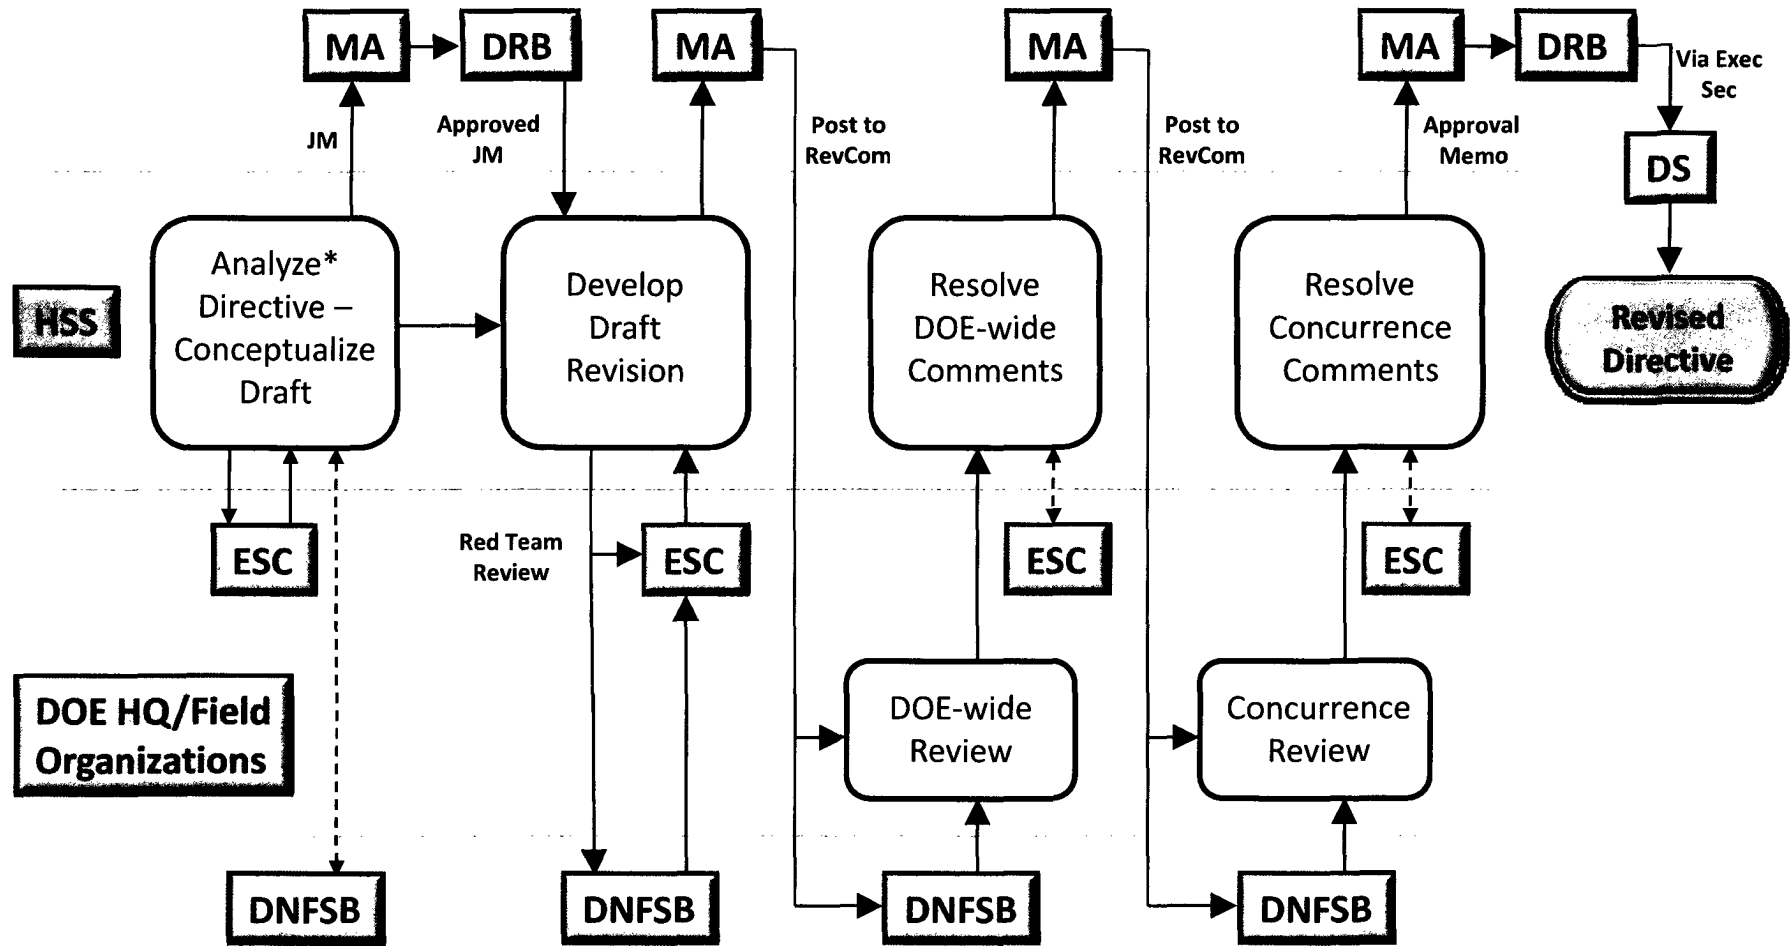 MA
DRB
MA
MA
MA
DRB
Via Exec
Sec
JM
Approved
JM
Post to
RevCom
Post to
RevCom
Approval
Memo
DS
HSS
Analyze*
Directive –
Conceptualize
Draft
Develop
Draft
Revision
Resolve
DOE-wide
Comments
Resolve
Concurrence
Comments
Revised
Directive
ESC
Red Team
Review
ESC
ESC
ESC
DOE HQ/Field
Organizations
DOE-wide
Review
Concurrence
Review
DNFSB
DNFSB
DNFSB
DNFSB